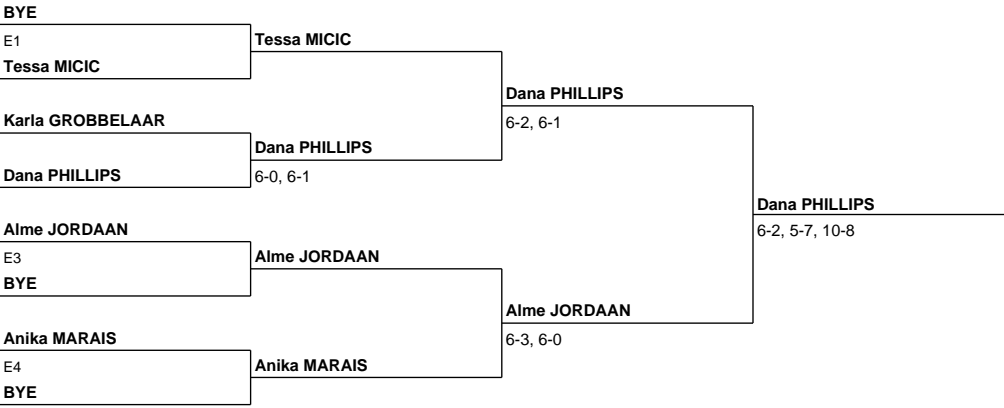 BYE
E1
Tessa MICIC
Tessa MICIC
Karla GROBBELAAR
Dana PHILLIPS
Dana PHILLIPS
6-0, 6-1
Dana PHILLIPS
6-2, 6-1
Alme JORDAAN
E3
BYE
Alme JORDAAN
Anika MARAIS
E4
BYE
Anika MARAIS
Alme JORDAAN
6-3, 6-0
Dana PHILLIPS
6-2, 5-7, 10-8